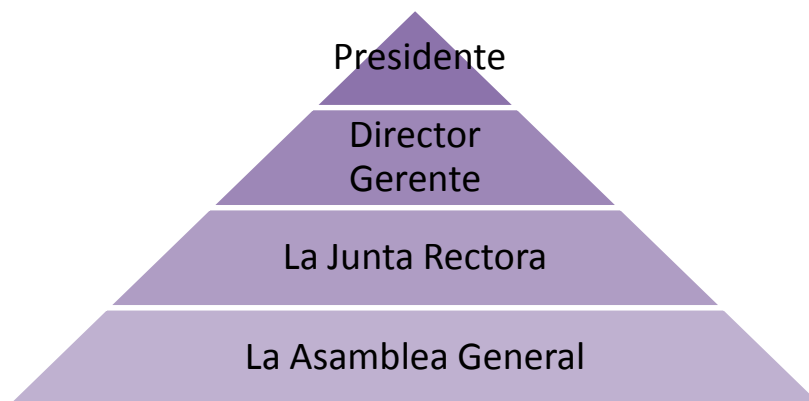 Presidente
Director
Gerente
La Junta Rectora
La Asamblea General